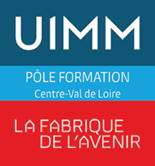 UIMM
PÔLE FORMATION
Centre-Val de Loire
LA FABRIQUE
DE L'AVENIR